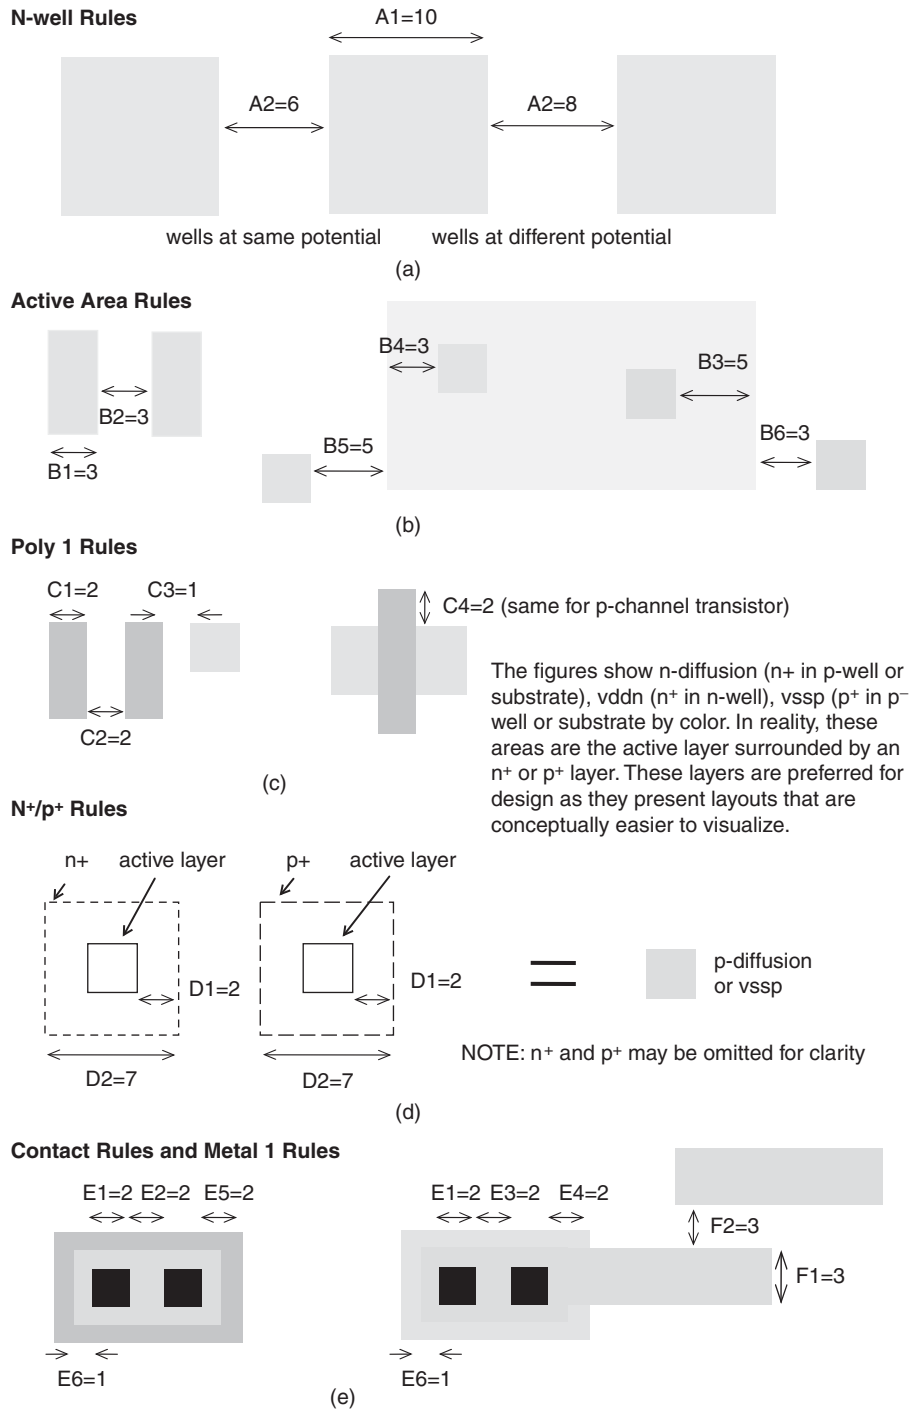 N-well Rules
A1=10
A2=6
A2=8
wells at same potential
wells at different potential
(a)
Active Area Rules
B4=3
B3=5
B2=3
B5=5
B6=3
B1=3
(b)
Poly 1 Rules
C1=2
C3=1
C4=2 (same for p-channel transistor)
C2=2
The figures show n-diffusion (n+ in p-well or
substrate), vddn (n⁺ in n-well), vssp (p⁺ in p⁻
well or substrate by color. In reality, these
areas are the active layer surrounded by an
n⁺ or p⁺ layer. These layers are preferred for
design as they present layouts that are
conceptually easier to visualize.
(c)
N⁺/p⁺ Rules
n+
active layer
p+
active layer
D1=2
D1=2
p-diffusion
or vssp
D2=7
D2=7
NOTE: n⁺ and p⁺ may be omitted for clarity
(d)
Contact Rules and Metal 1 Rules
E1=2
E2=2
E5=2
E1=2
E3=2
E4=2
F2=3
F1=3
E6=1
E6=1
(e)